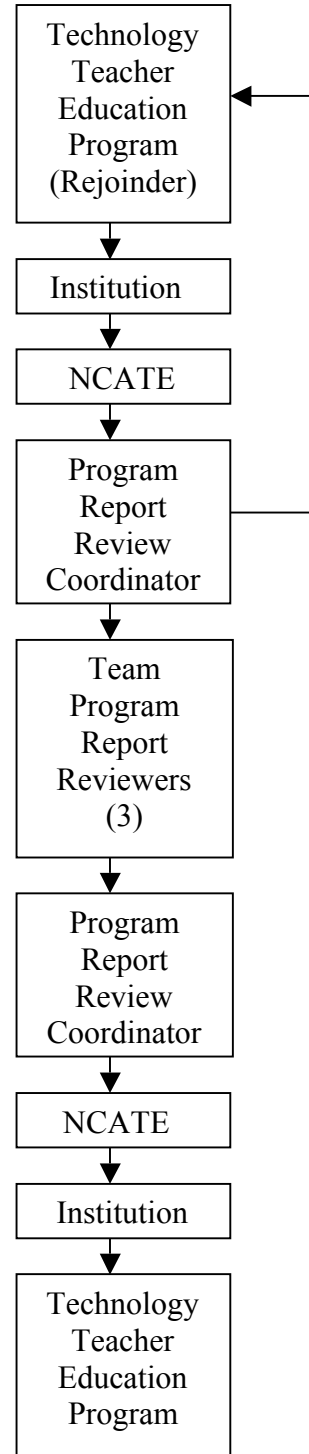 Technology
Teacher
Education
Program
(Rejoinder)
Institution
NCATE
Program
Report
Review
Coordinator
Team
Program
Report
Reviewers
(3)
Program
Report
Review
Coordinator
NCATE
Institution
Technology
Teacher
Education
Program